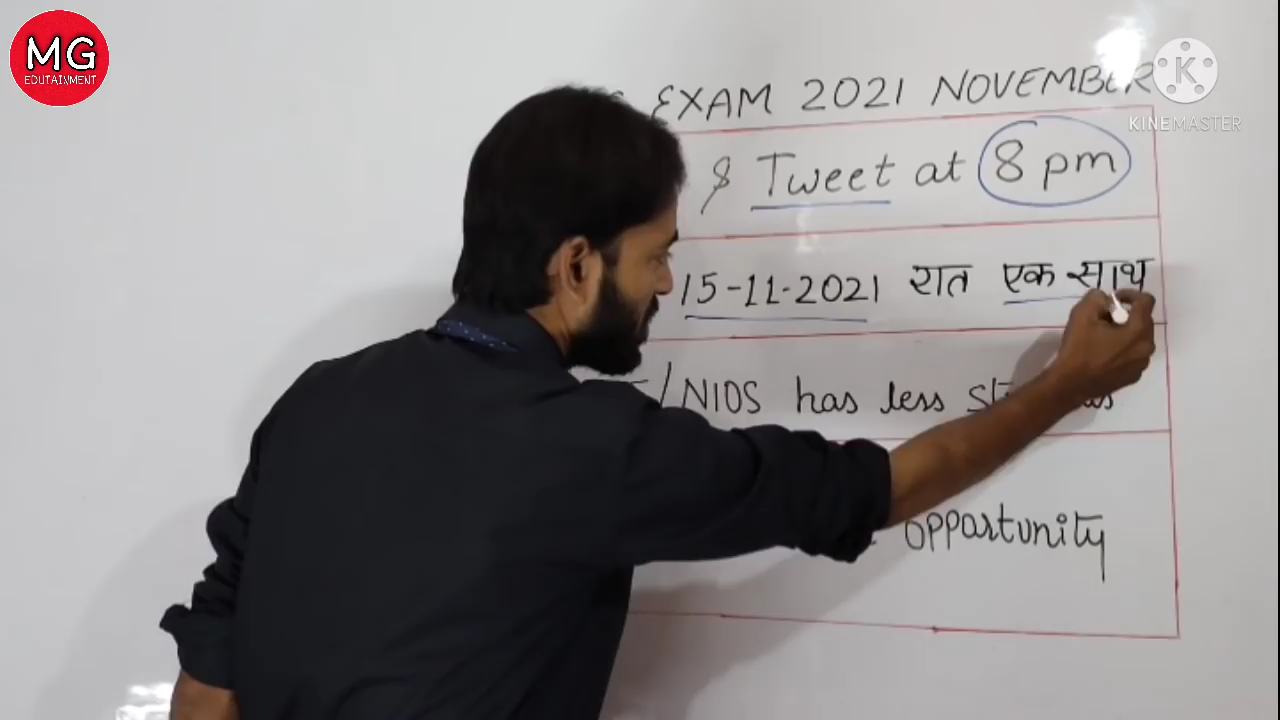 MG
EDUTAINMENT
KINEMASTER
EXAM 2021 NOVEMBER
& Tweet at 8 pm
15-11-2021 रात एक साथ
/NIOS has less
opportunity